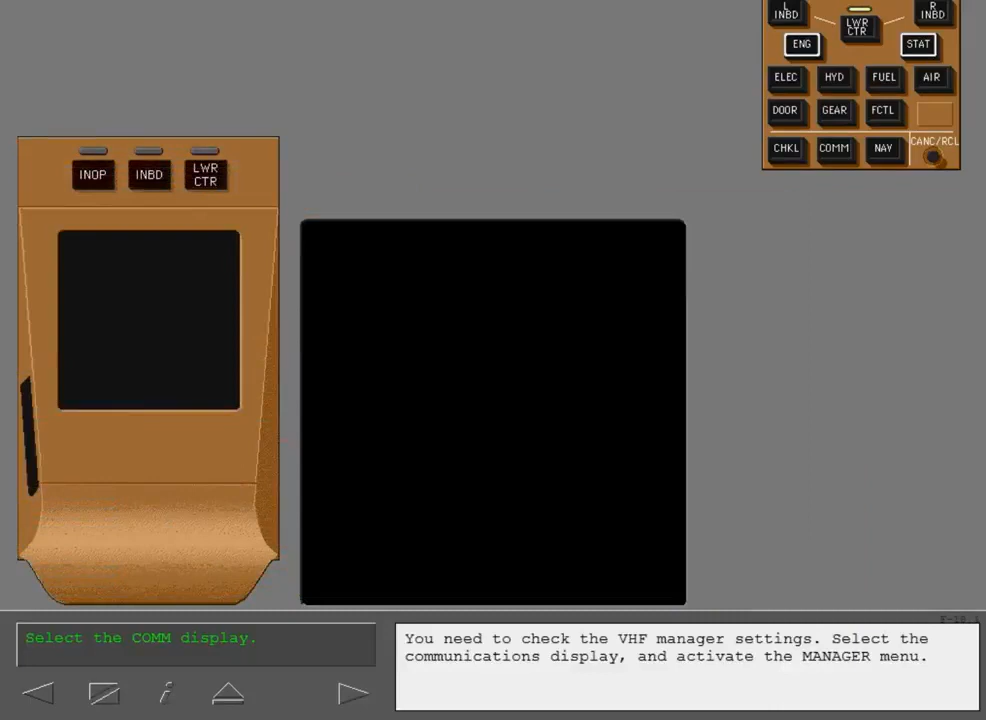 L INBD
R INBD
LWR CTR
ENG
STAT
ELEC HYD FUEL AIR
DOOR GEAR FCTL
CHKL COMM NAV CANC/RCL
INOP INBD LWR CTR
Select the COMM display.
You need to check the VHF manager settings. Select the
communications display, and activate the MANAGER menu.